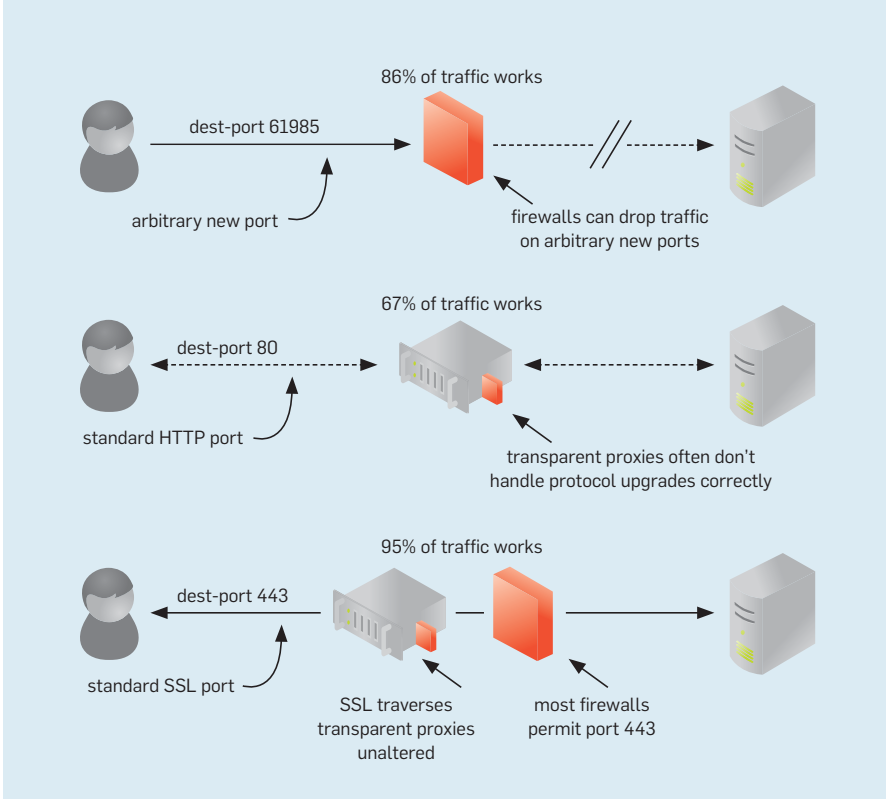 86% of traffic works
dest-port 61985
arbitrary new port
firewalls can drop traffic
on arbitrary new ports
67% of traffic works
dest-port 80
standard HTTP port
transparent proxies often don't
handle protocol upgrades correctly
95% of traffic works
dest-port 443
standard SSL port
SSL traverses
transparent proxies
unaltered
most firewalls
permit port 443